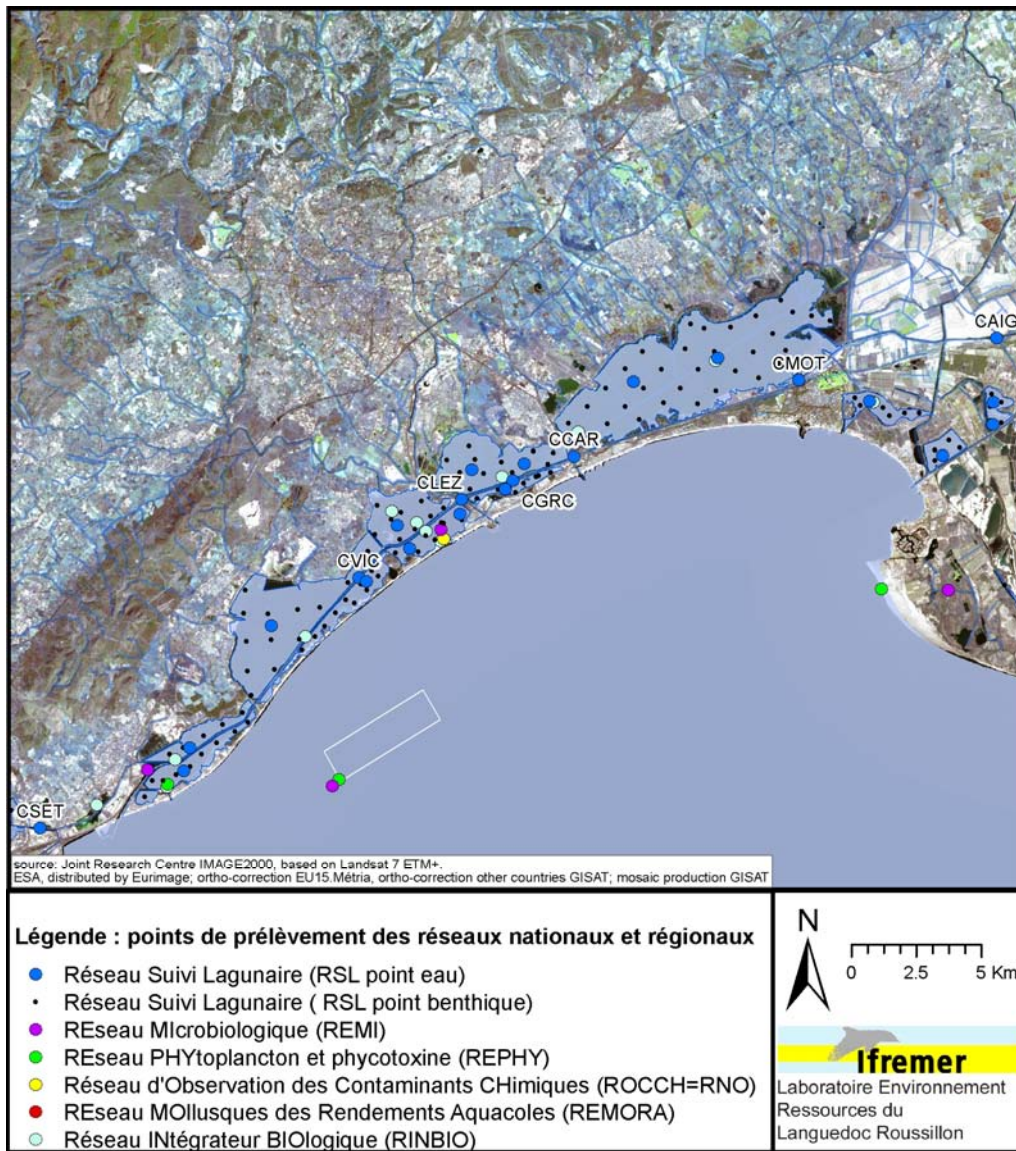 CAIG
CMOT
CCAR
CLEZ
CGRC
CVIC
CSET
source: Joint Research Centre IMAGE2000, based on Landsat 7 ETM+.
ESA, distributed by Eurimage; ortho-correction EU15.Métria, ortho-correction other countries GISAT; mosaic production GISAT
Légende : points de prélèvement des réseaux nationaux et régionaux
Réseau Suivi Lagunaire (RSL point eau)
Réseau Suivi Lagunaire ( RSL point benthique)
REseau MIcrobiologique (REMI)
REseau PHYtoplancton et phycotoxine (REPHY)
Réseau d'Observation des Contaminants CHimiques (ROCCH=RNO)
REseau MOllusques des Rendements Aquacoles (REMORA)
Réseau INtégrateur BIOlogique (RINBIO)
N
0 2.5 5 Km
Ifremer
Laboratoire Environnement
Ressources du
Languedoc Roussillon